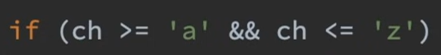 if (ch >= 'a' && ch <= 'z')